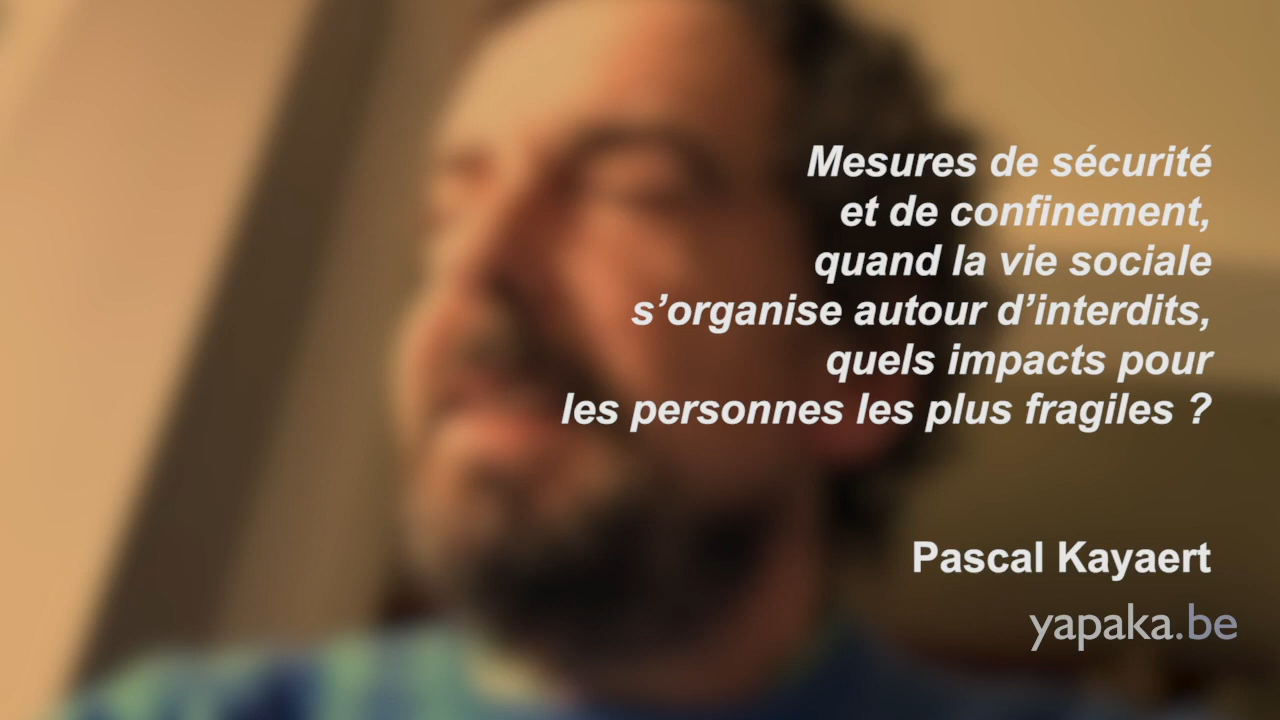 Mesures de sécurité
et de confinement,
quand la vie sociale
s’organise autour d’interdits,
quels impacts pour
les personnes les plus fragiles ?
Pascal Kayaert
yapaka.be